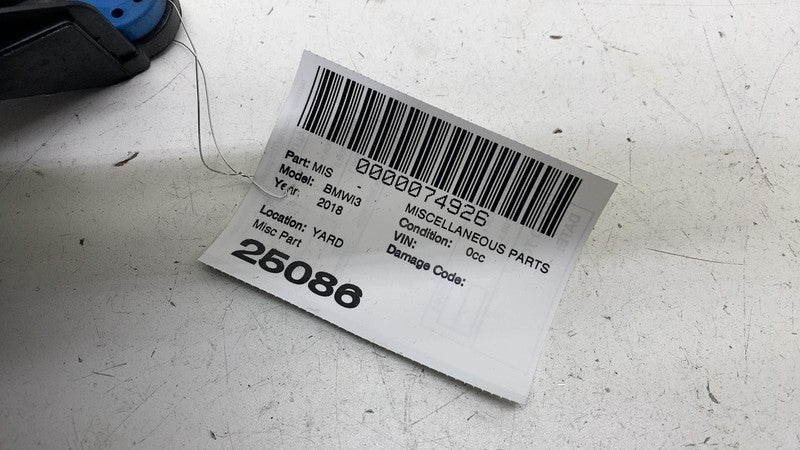 0000074926
Part: MIS - MISCELLANEOUS PARTS
Model: BMWI3 Condition: 0cc
Year: 2018 VIN:
Damage Code:
Location: YARD
Misc Part
25086
DATE